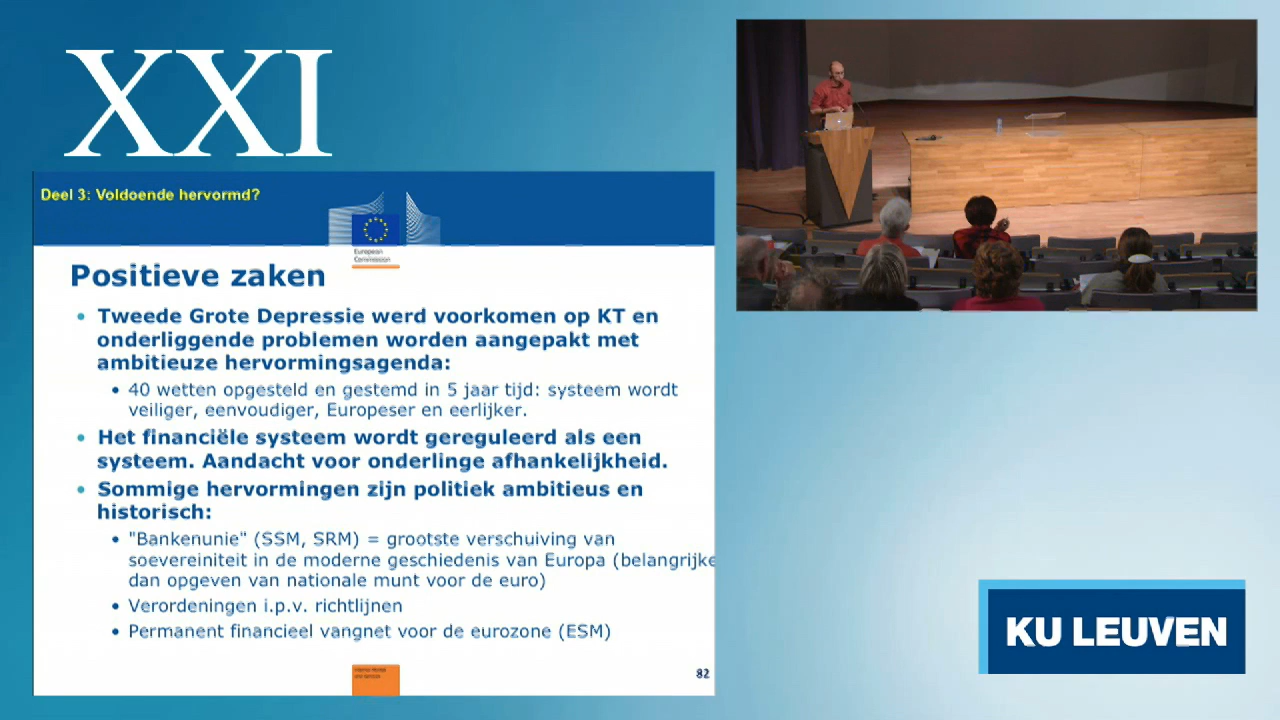 XXI
Deel 3: Voldoende hervormd?
European
Commission
Positieve zaken
• Tweede Grote Depressie werd voorkomen op KT en
onderliggende problemen worden aangepakt met
ambitieuze hervormingsagenda:
• 40 wetten opgesteld en gestemd in 5 jaar tijd: systeem wordt
veiliger, eenvoudiger, Europeser en eerlijker.
• Het financiële systeem wordt gereguleerd als een
systeem. Aandacht voor onderlinge afhankelijkheid.
• Sommige hervormingen zijn politiek ambitieus en
historisch:
• "Bankenunie" (SSM, SRM) = grootste verschuiving van
soevereiniteit in de moderne geschiedenis van Europa (belangrijke
dan opgeven van nationale munt voor de euro)
• Verordeningen i.p.v. richtlijnen
• Permanent financieel vangnet voor de eurozone (ESM)
82
KU LEUVEN